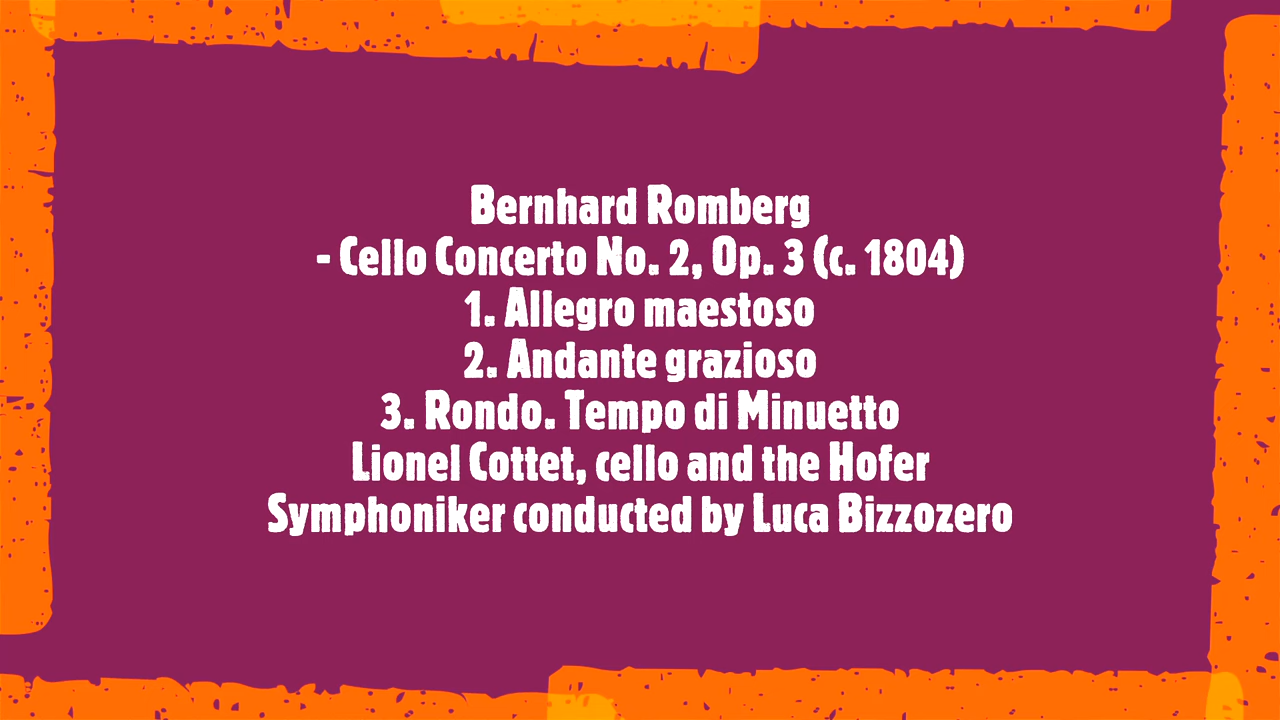 Bernhard Romberg
- Cello Concerto No. 2, Op. 3 (c. 1804)
1. Allegro maestoso
2. Andante grazioso
3. Rondo. Tempo di Minuetto
Lionel Cottet, cello and the Hofer
Symphoniker conducted by Luca Bizzozero